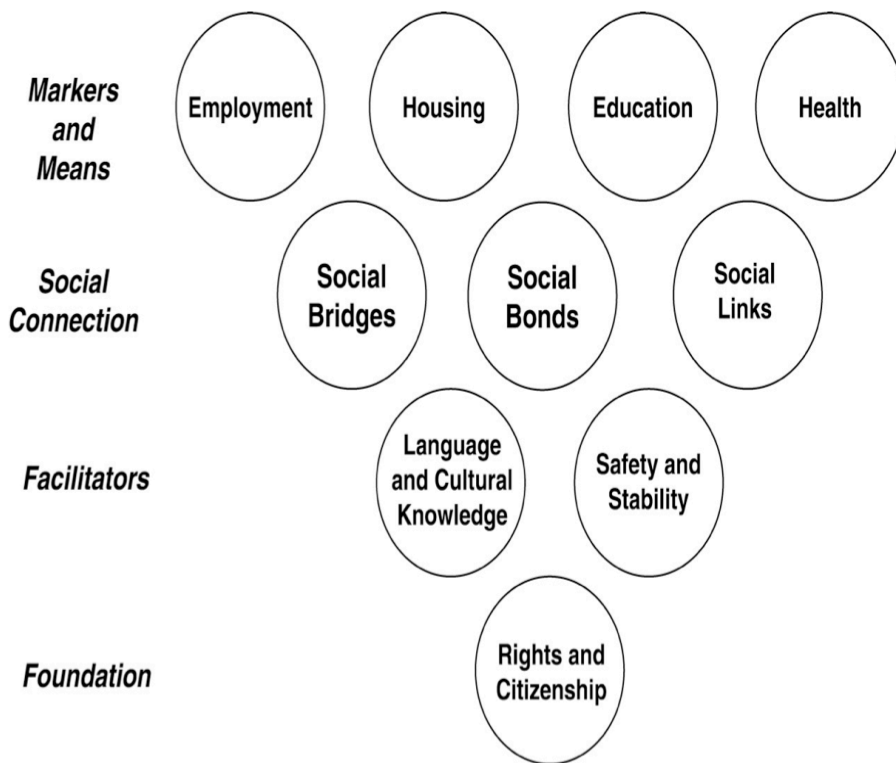 Markers
and
Means
Employment
Housing
Education
Health
Social
Connection
Social
Bridges
Social
Bonds
Social
Links
Facilitators
Language
and Cultural
Knowledge
Safety and
Stability
Foundation
Rights and
Citizenship